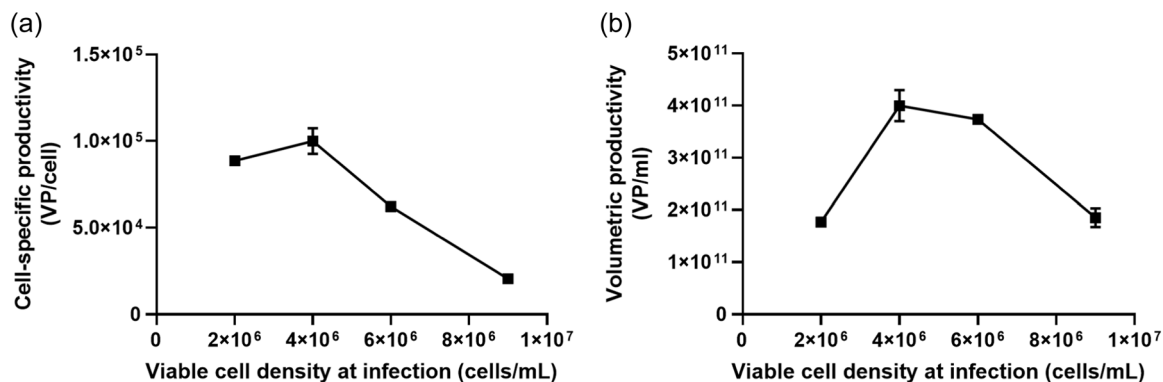 (a)
Cell-specific productivity
(VP/cell)
1.5×10⁵
1.0×10⁵
5.0×10⁴
0
0
2×10⁶
4×10⁶
6×10⁶
8×10⁶
1×10⁷
Viable cell density at infection (cells/mL)
(b)
Volumetric productivity
(VP/ml)
5×10¹¹
4×10¹¹
3×10¹¹
2×10¹¹
1×10¹¹
0
0
2×10⁶
4×10⁶
6×10⁶
8×10⁶
1×10⁷
Viable cell density at infection (cells/mL)